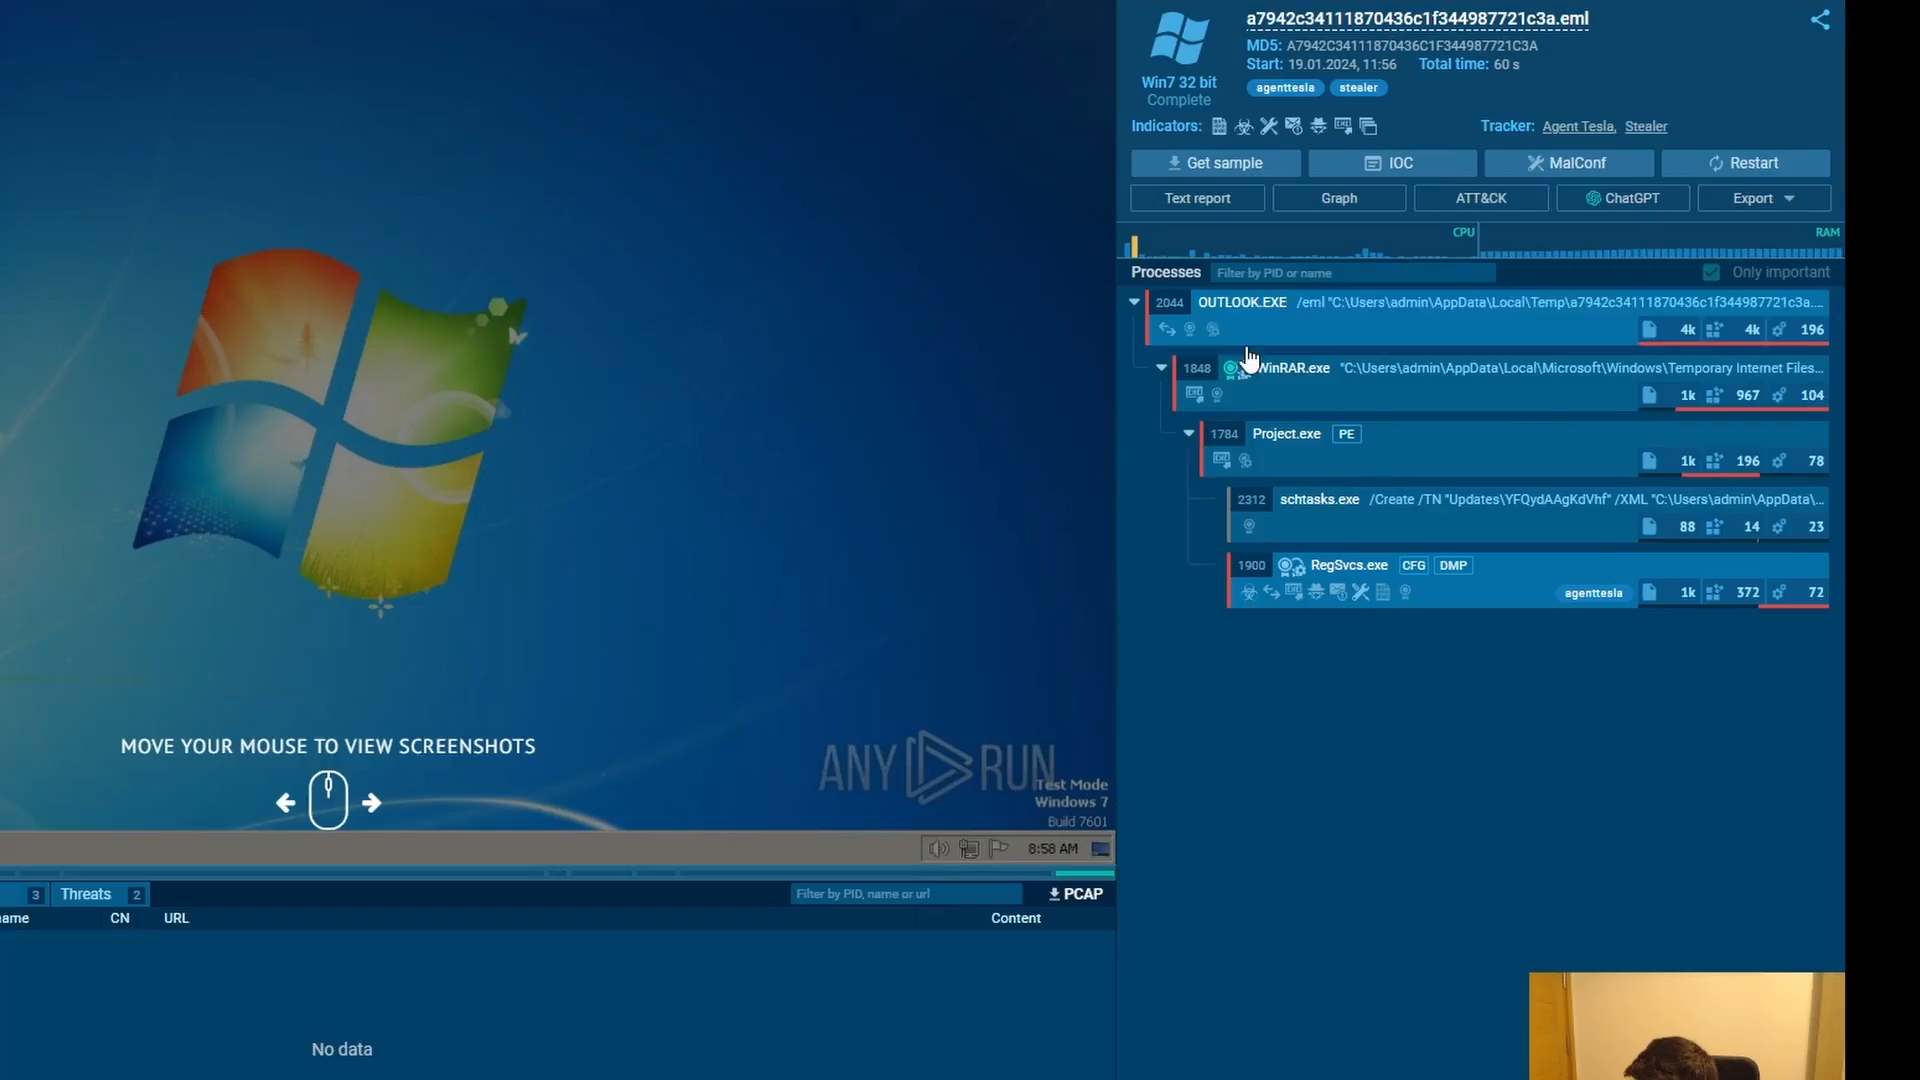 a7942c34111870436c1f344987721c3a.eml
MD5: A7942C34111870436C1F344987721C3A
Start: 19.01.2024, 11:56 Total time: 60 s
Win7 32 bit
Complete
agenttesla stealer
Indicators: Tracker: Agent Tesla, Stealer
Get sample IOC MalConf Restart
Text report Graph ATT&CK ChatGPT Export
CPU RAM
Processes Filter by PID or name Only important
2044 OUTLOOK.EXE /eml "C:\Users\admin\AppData\Local\Temp\a7942c34111870436c1f344987721c3a....
4k 4k 196
1848 WinRAR.exe "C:\Users\admin\AppData\Local\Microsoft\Windows\Temporary Internet Files...
1k 967 104
1784 Project.exe PE
1k 196 78
2312 schtasks.exe /Create /TN "Updates\YFQydAAgKdVhf" /XML "C:\Users\admin\AppData\...
88 14 23
1900 RegSvcs.exe CFG DMP
agenttesla 1k 372 72
MOVE YOUR MOUSE TO VIEW SCREENSHOTS
ANY RUN
Test Mode
Windows 7
Build 7601
8:58 AM
3 Threats 2 Filter by PID, name or url PCAP
ame CN URL Content
No data